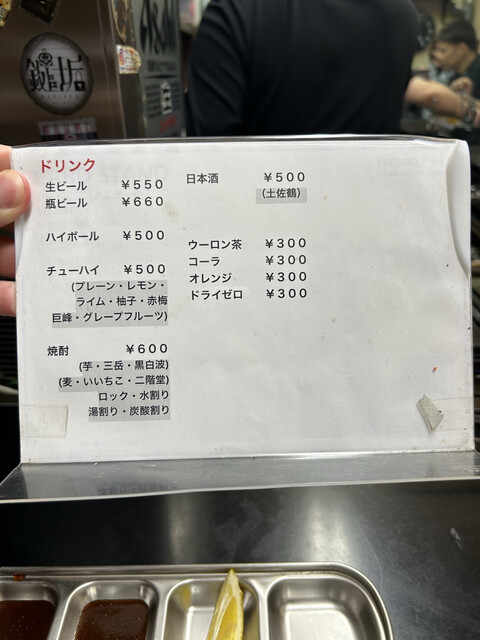 ドリンク
生ビール ￥550
瓶ビール ￥660
ハイボール ￥500
チューハイ ￥500
(プレーン・レモン・
ライム・柚子・赤梅
巨峰・グレープフルーツ)
焼酎 ￥600
(芋・三岳・黒白波)
(麦・いいちこ・二階堂)
ロック・水割り
湯割り・炭酸割り
日本酒 ￥500
(土佐鶴)
ウーロン茶 ￥300
コーラ ￥300
オレンジ ￥300
ドライゼロ ￥300